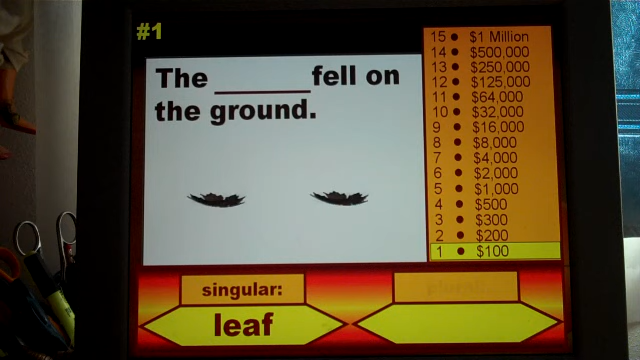 #1
The ______ fell on
the ground.
15 • $1 Million
14 • $500,000
13 • $250,000
12 • $125,000
11 • $64,000
10 • $32,000
9 • $16,000
8 • $8,000
7 • $4,000
6 • $2,000
5 • $1,000
4 • $500
3 • $300
2 • $200
1 • $100
singular:
leaf